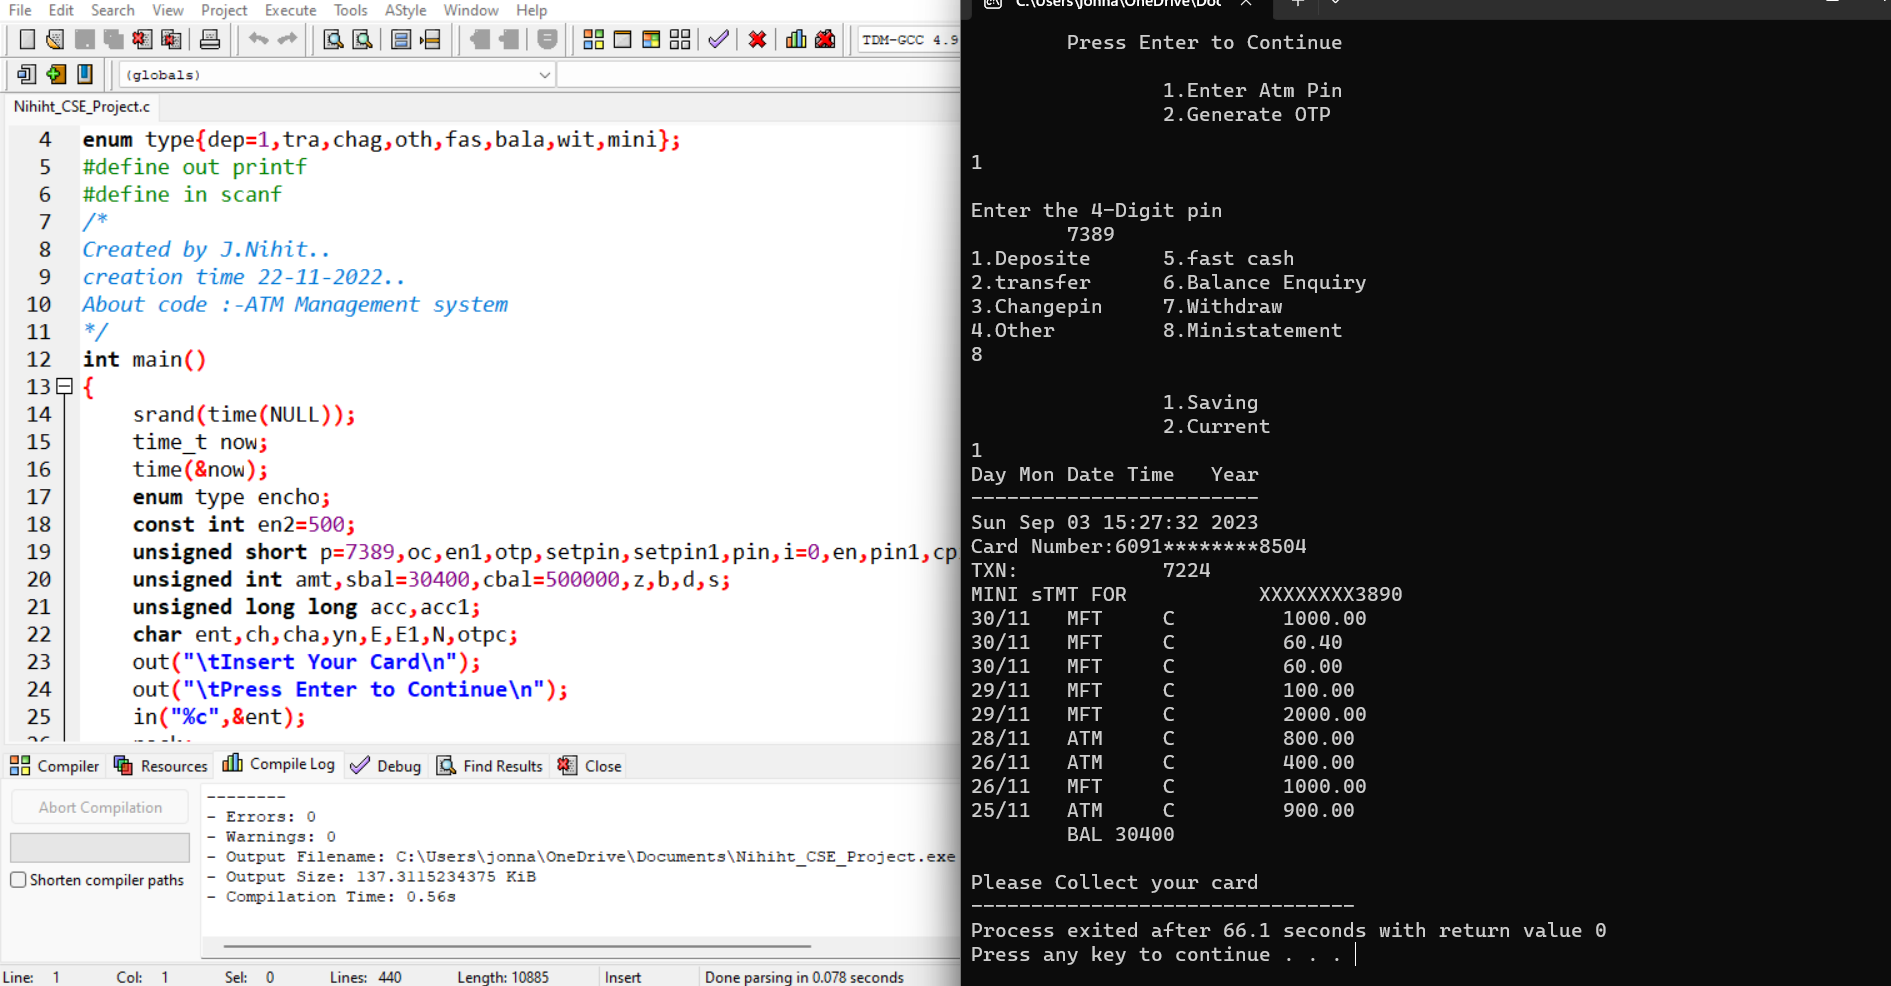 File Edit Search View Project Execute Tools AStyle Window Help
TDM-GCC 4.9
(globals)
Nihiht_CSE_Project.c
4 enum type{dep=1,tra,chag,oth,fas,bala,wit,mini};
5 #define out printf
6 #define in scanf
7 /*
8 Created by J.Nihit..
9 creation time 22-11-2022..
10 About code :-ATM Management system
11 */
12 int main()
13 {
14 srand(time(NULL));
15 time_t now;
16 time(&now);
17 enum type encho;
18 const int en2=500;
19 unsigned short p=7389,oc,en1,otp,setpin,setpin1,pin,i=0,en,pin1,cp
20 unsigned int amt,sbal=30400,cbal=500000,z,b,d,s;
21 unsigned long long acc,acc1;
22 char ent,ch,cha,yn,E,E1,N,otpc;
23 out("\tInsert Your Card\n");
24 out("\tPress Enter to Continue\n");
25 in("%c",&ent);
Compiler Resources Compile Log Debug Find Results Close
Abort Compilation
Shorten compiler paths
--------
- Errors: 0
- Warnings: 0
- Output Filename: C:\Users\jonna\OneDrive\Documents\Nihiht_CSE_Project.exe
- Output Size: 137.3115234375 KiB
- Compilation Time: 0.56s
Line: 1 Col: 1 Sel: 0 Lines: 440 Length: 10885 Insert Done parsing in 0.078 seconds
C:\Users\jonna\OneDrive\Doc
Press Enter to Continue
1.Enter Atm Pin
2.Generate OTP
1
Enter the 4-Digit pin
7389
1.Deposite 5.fast cash
2.transfer 6.Balance Enquiry
3.Changepin 7.Withdraw
4.Other 8.Ministatement
8
1.Saving
2.Current
1
Day Mon Date Time Year
------------------------
Sun Sep 03 15:27:32 2023
Card Number:6091********8504
TXN: 7224
MINI sTMT FOR XXXXXXXX3890
30/11 MFT C 1000.00
30/11 MFT C 60.40
30/11 MFT C 60.00
29/11 MFT C 100.00
29/11 MFT C 2000.00
28/11 ATM C 800.00
26/11 ATM C 400.00
26/11 MFT C 1000.00
25/11 ATM C 900.00
BAL 30400
Please Collect your card
--------------------------------
Process exited after 66.1 seconds with return value 0
Press any key to continue . . .